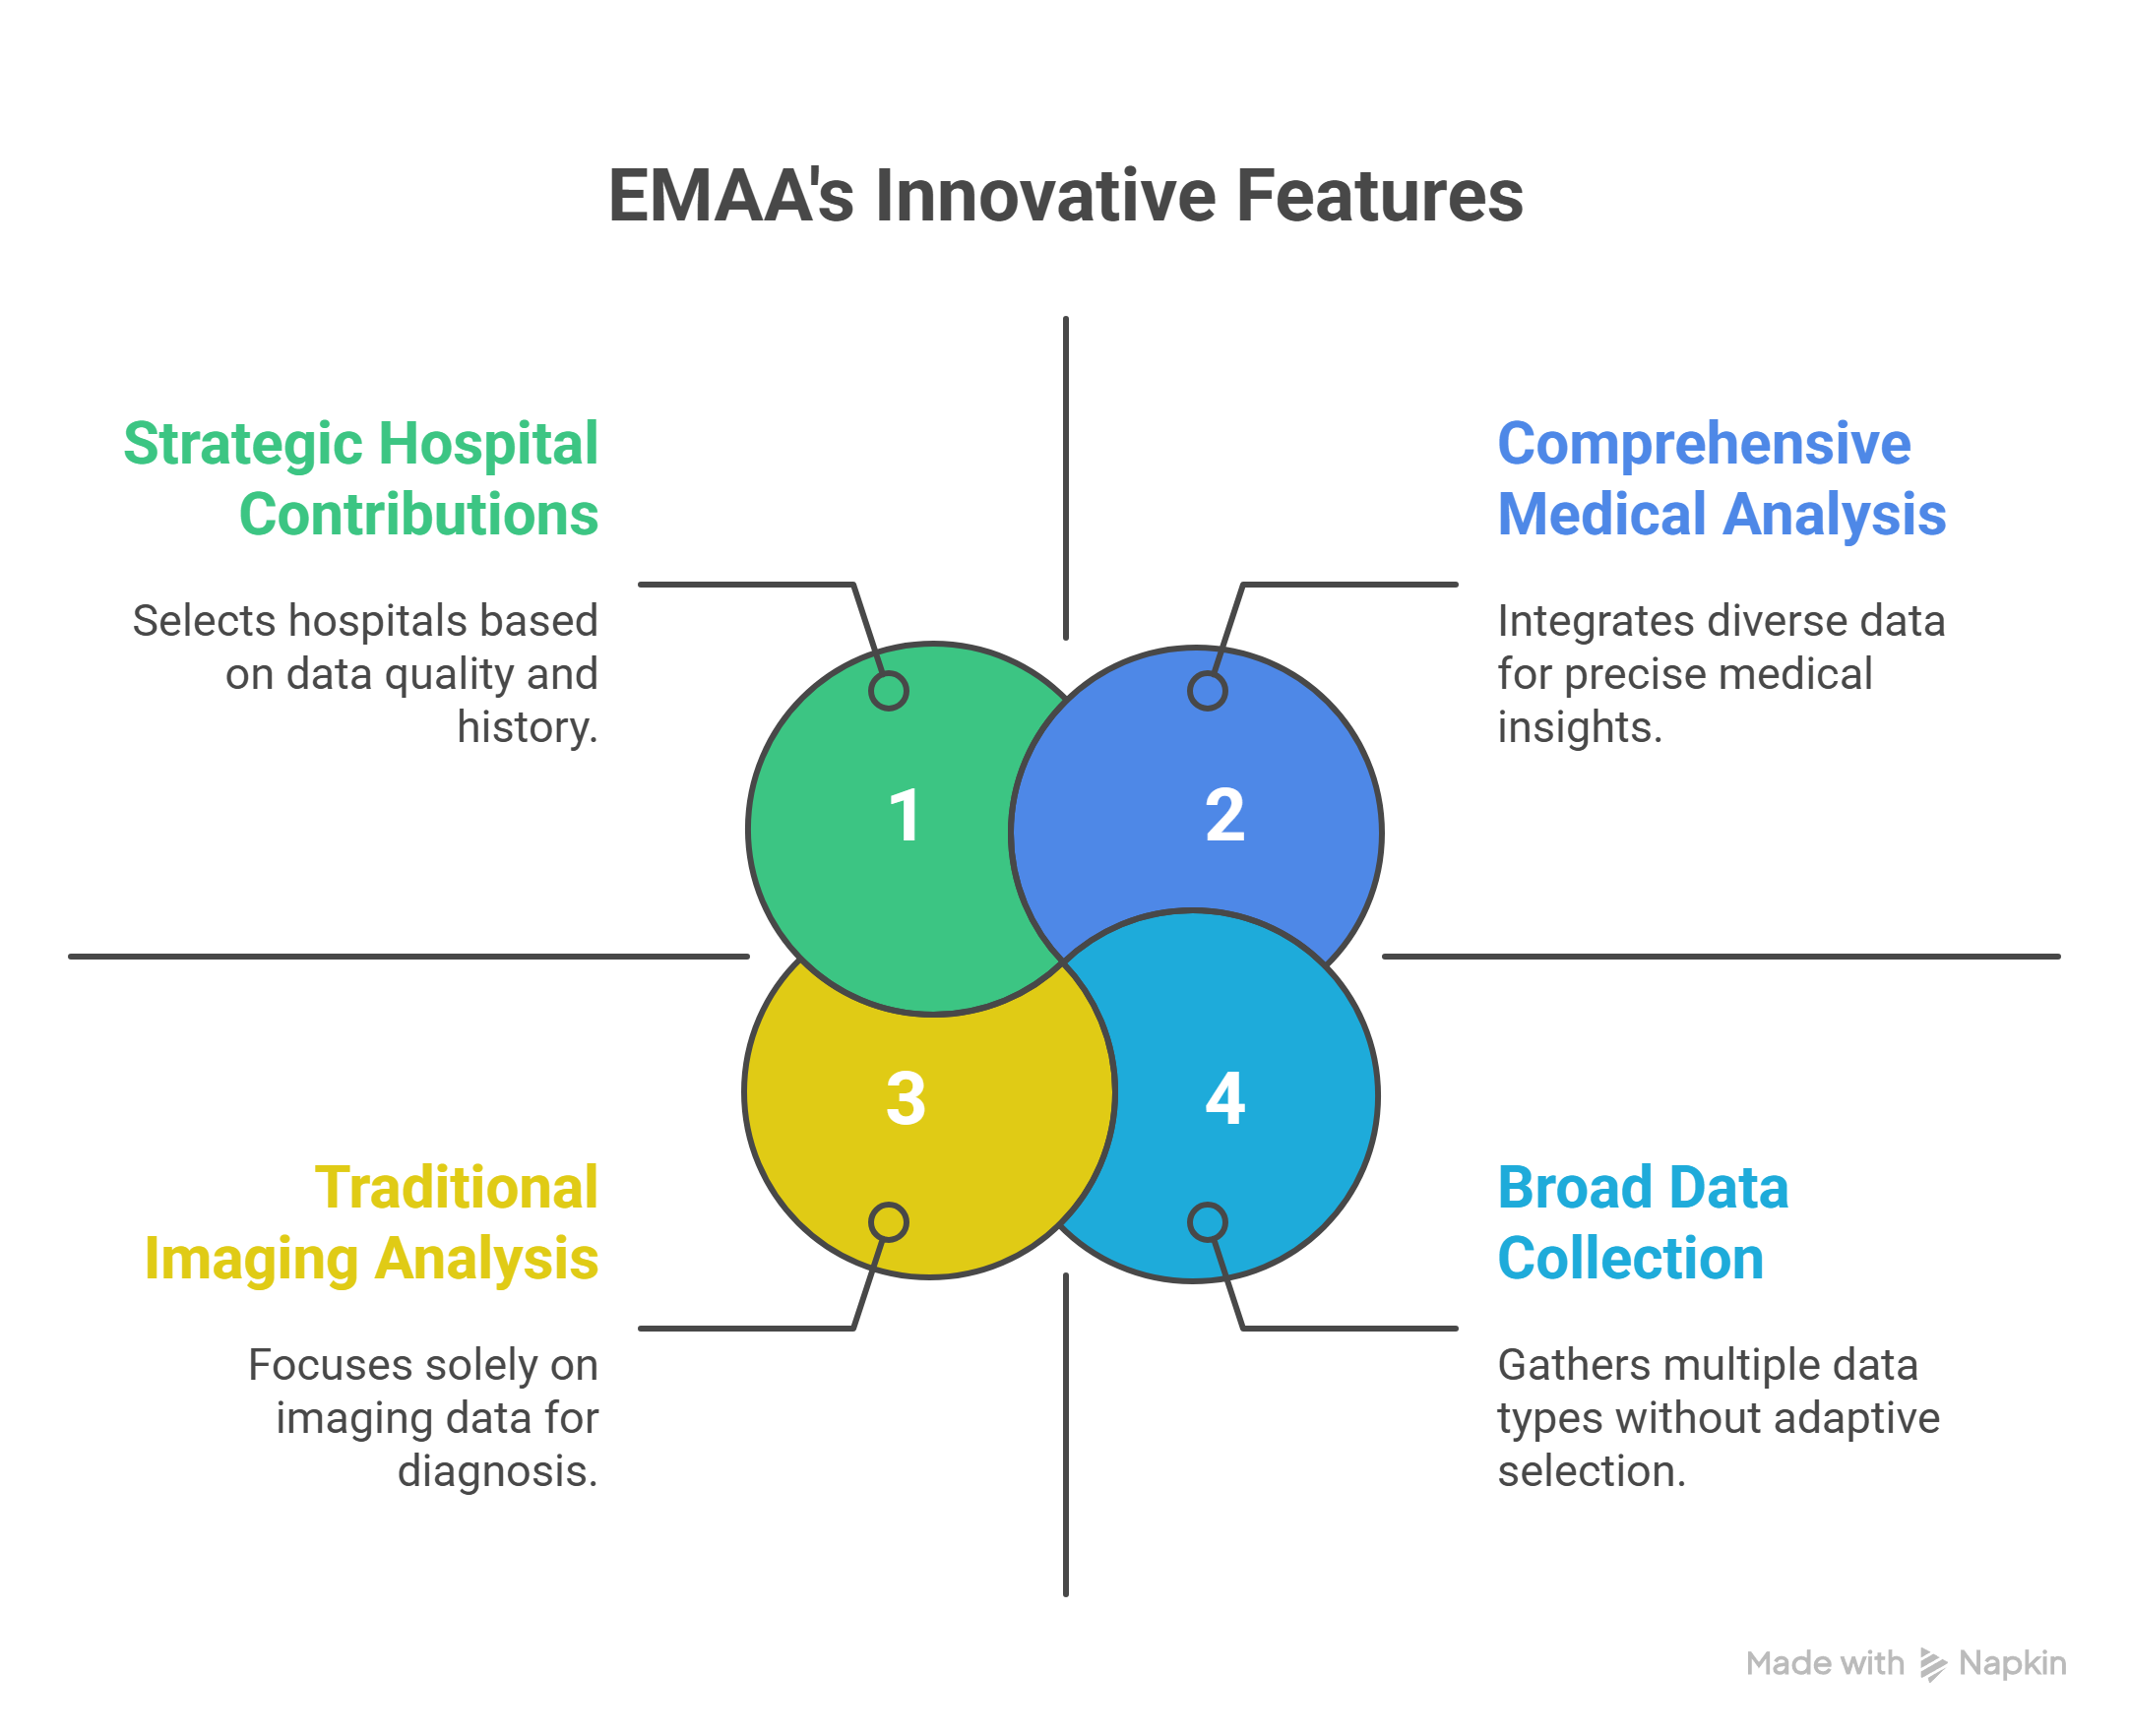 EMAA's Innovative Features
Strategic Hospital
Contributions
Selects hospitals based
on data quality and
history.
Comprehensive
Medical Analysis
Integrates diverse data
for precise medical
insights.
1
2
3
4
Traditional
Imaging Analysis
Focuses solely on
imaging data for
diagnosis.
Broad Data
Collection
Gathers multiple data
types without adaptive
selection.
Made with Napkin